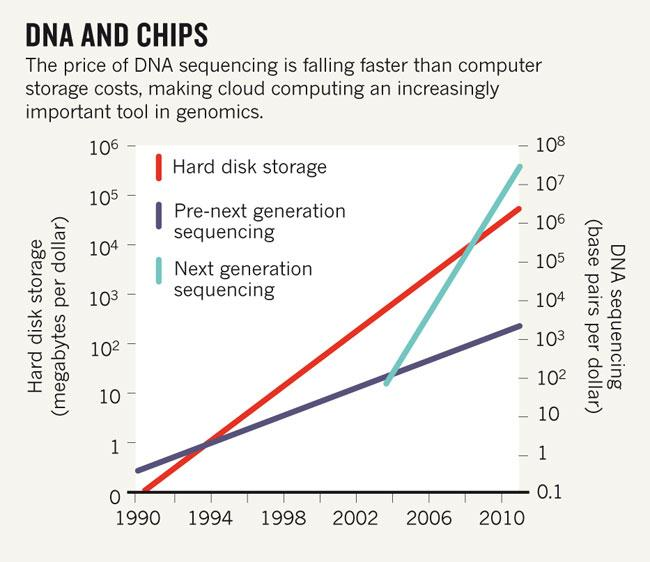 DNA AND CHIPS
The price of DNA sequencing is falling faster than computer
storage costs, making cloud computing an increasingly
important tool in genomics.
Hard disk storage
(megabytes per dollar)
10⁶
10⁵
10⁴
10³
10²
10
1
0
Hard disk storage
Pre-next generation
sequencing
Next generation
sequencing
10⁸
10⁷
10⁶
10⁵
10⁴
10³
10²
10
1
0.1
DNA sequencing
(base pairs per dollar)
1990 1994 1998 2002 2006 2010